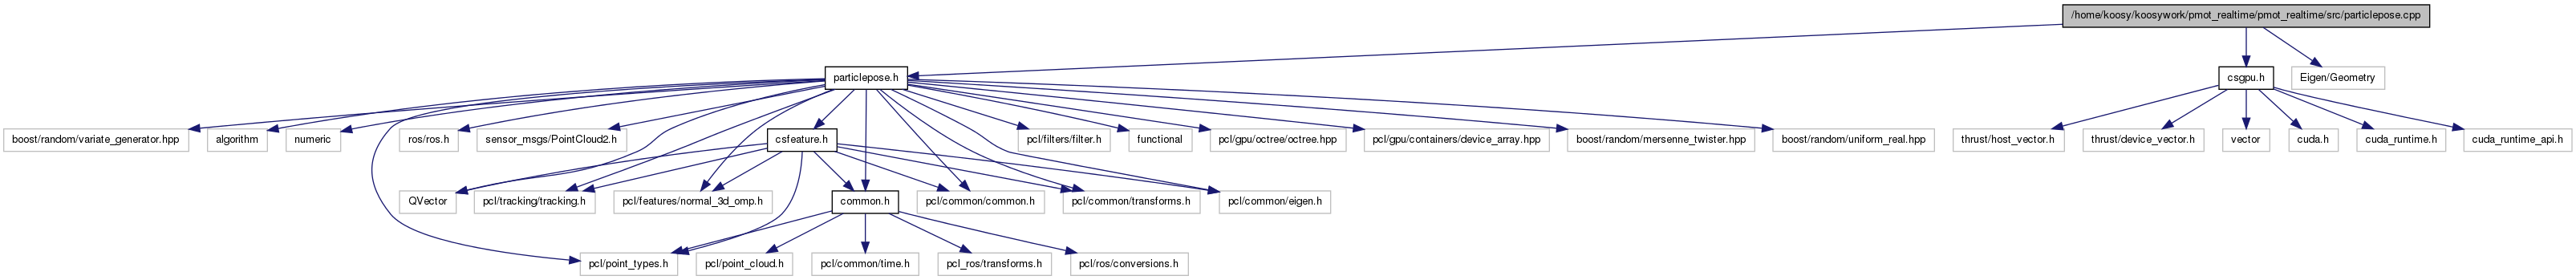 /home/koosy/koosywork/pmot_realtime/pmot_realtime/src/particlepose.cpp
particlepose.h
csgpu.h
Eigen/Geometry
boost/random/variate_generator.hpp
algorithm
numeric
ros/ros.h
sensor_msgs/PointCloud2.h
csfeature.h
pcl/filters/filter.h
functional
pcl/gpu/octree/octree.hpp
pcl/gpu/containers/device_array.hpp
boost/random/mersenne_twister.hpp
boost/random/uniform_real.hpp
thrust/host_vector.h
thrust/device_vector.h
vector
cuda.h
cuda_runtime.h
cuda_runtime_api.h
QVector
pcl/tracking/tracking.h
pcl/features/normal_3d_omp.h
common.h
pcl/common/common.h
pcl/common/transforms.h
pcl/common/eigen.h
pcl/point_types.h
pcl/point_cloud.h
pcl/common/time.h
pcl_ros/transforms.h
pcl/ros/conversions.h